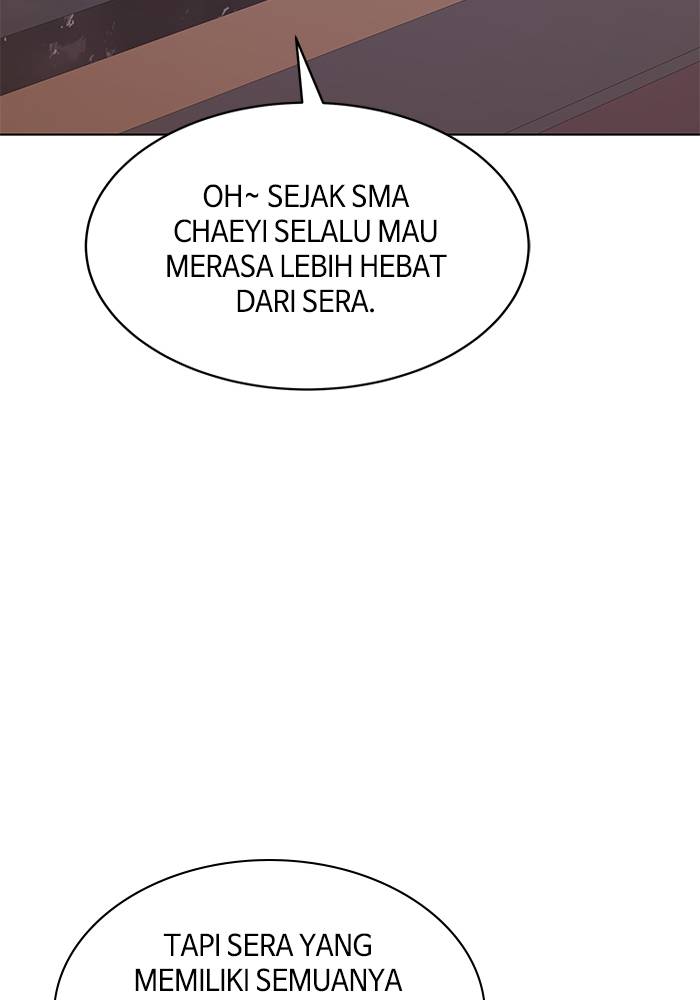 OH~ SEJAK SMA
CHAEYI SELALU MAU
MERASA LEBIH HEBAT
DARI SERA.
TAPI SERA YANG
MEMILIKI SEMUANYA